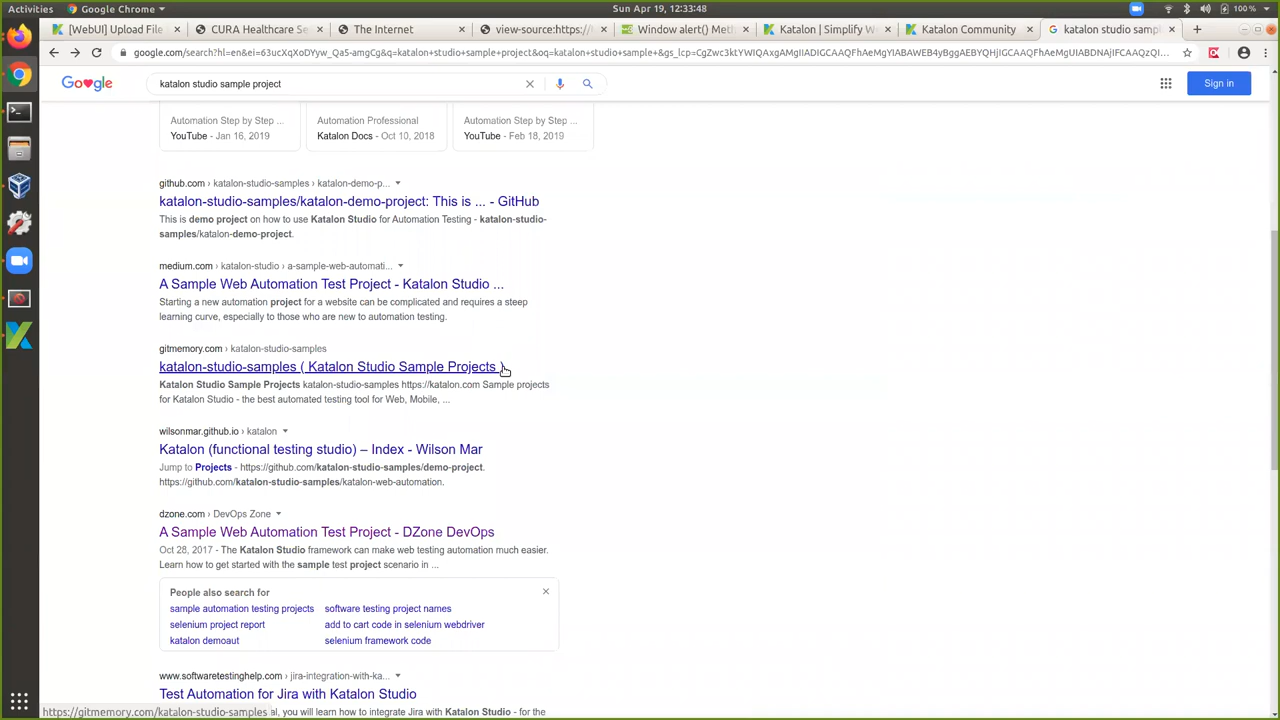 Activities
Google Chrome
Sun Apr 19, 12:33:48
100 %
[WebUI] Upload File
CURA Healthcare Se
The Internet
view-source:https://
Window alert() Meth
Katalon | Simplify W
Katalon Community
katalon studio samp
Google
katalon studio sample project
Sign in
Automation Step by Step ...
YouTube - Jan 16, 2019
Automation Professional
Katalon Docs - Oct 10, 2018
Automation Step by Step ...
YouTube - Feb 18, 2019
github.com › katalon-studio-samples › katalon-demo-p...
katalon-studio-samples/katalon-demo-project: This is ... - GitHub
This is demo project on how to use Katalon Studio for Automation Testing - katalon-studio-
samples/katalon-demo-project.
medium.com › katalon-studio › a-sample-web-automati...
A Sample Web Automation Test Project - Katalon Studio ...
Starting a new automation project for a website can be complicated and requires a steep
learning curve, especially to those who are new to automation testing.
gitmemory.com › katalon-studio-samples
katalon-studio-samples ( Katalon Studio Sample Projects )
Katalon Studio Sample Projects katalon-studio-samples https://katalon.com Sample projects
for Katalon Studio - the best automated testing tool for Web, Mobile, ...
wilsonmar.github.io › katalon
Katalon (functional testing studio) – Index - Wilson Mar
Jump to Projects - https://github.com/katalon-studio-samples/demo-project.
https://github.com/katalon-studio-samples/katalon-web-automation.
dzone.com › DevOps Zone
A Sample Web Automation Test Project - DZone DevOps
Oct 28, 2017 - The Katalon Studio framework can make web testing automation much easier.
Learn how to get started with the sample test project scenario in ...
People also search for
sample automation testing projects
software testing project names
selenium project report
add to cart code in selenium webdriver
katalon demoaut
selenium framework code
www.softwaretestinghelp.com › jira-integration-with-ka...
Test Automation for Jira with Katalon Studio
https://gitmemory.com/katalon-studio-samples
al, you will learn how to integrate Jira with Katalon Studio - for the